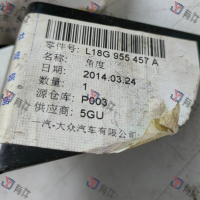 零件号: L18G 955 457 A
名称: 角度
日期: 2014.03.24
数量: 1
源仓库: P003
供应商: 5GU
一汽-大众汽车有限公